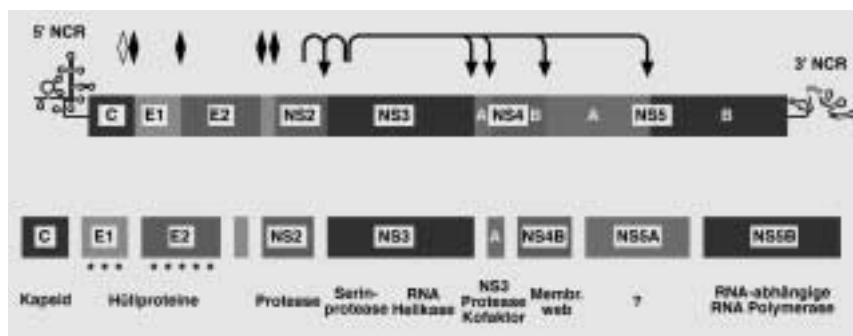 5' NCR
3' NCR
C E1 E2 NS2 NS3 A NS4 B A NS5 B
C E1 E2 NS2 NS3 A NS4B NS5A NS5B
Kapsid Hüllproteine Protease Serin-
protease RNA
Helikase NS3
Protease
Kofaktor Membr.
web ? RNA-abhängige
RNA Polymerase